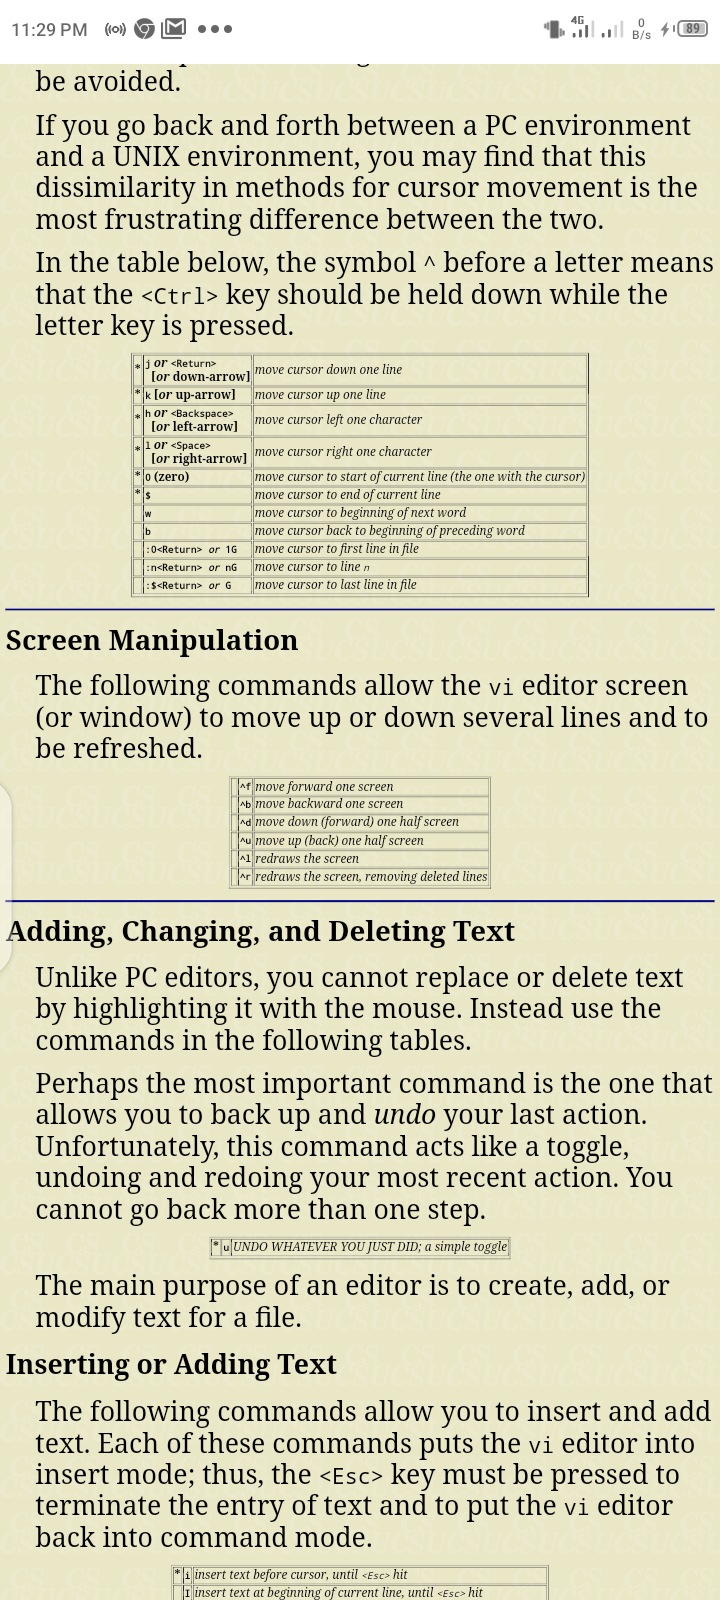 11:29 PM 4G 0 B/s 89
be avoided.
If you go back and forth between a PC environment
and a UNIX environment, you may find that this
dissimilarity in methods for cursor movement is the
most frustrating difference between the two.
In the table below, the symbol ^ before a letter means
that the <Ctrl> key should be held down while the
letter key is pressed.
* j or <Return> move cursor down one line
[or down-arrow]
* k [or up-arrow] move cursor up one line
* h or <Backspace> move cursor left one character
[or left-arrow]
* l or <Space> move cursor right one character
[or right-arrow]
* 0 (zero) move cursor to start of current line (the one with the cursor)
* $ move cursor to end of current line
w move cursor to beginning of next word
b move cursor back to beginning of preceding word
:0<Return> or 1G move cursor to first line in file
:n<Return> or nG move cursor to line n
:$<Return> or G move cursor to last line in file
Screen Manipulation
The following commands allow the vi editor screen
(or window) to move up or down several lines and to
be refreshed.
^f move forward one screen
^b move backward one screen
^d move down (forward) one half screen
^u move up (back) one half screen
^l redraws the screen
^r redraws the screen, removing deleted lines
Adding, Changing, and Deleting Text
Unlike PC editors, you cannot replace or delete text
by highlighting it with the mouse. Instead use the
commands in the following tables.
Perhaps the most important command is the one that
allows you to back up and undo your last action.
Unfortunately, this command acts like a toggle,
undoing and redoing your most recent action. You
cannot go back more than one step.
* u UNDO WHATEVER YOU JUST DID; a simple toggle
The main purpose of an editor is to create, add, or
modify text for a file.
Inserting or Adding Text
The following commands allow you to insert and add
text. Each of these commands puts the vi editor into
insert mode; thus, the <Esc> key must be pressed to
terminate the entry of text and to put the vi editor
back into command mode.
* i insert text before cursor, until <Esc> hit
I insert text at beginning of current line, until <Esc> hit